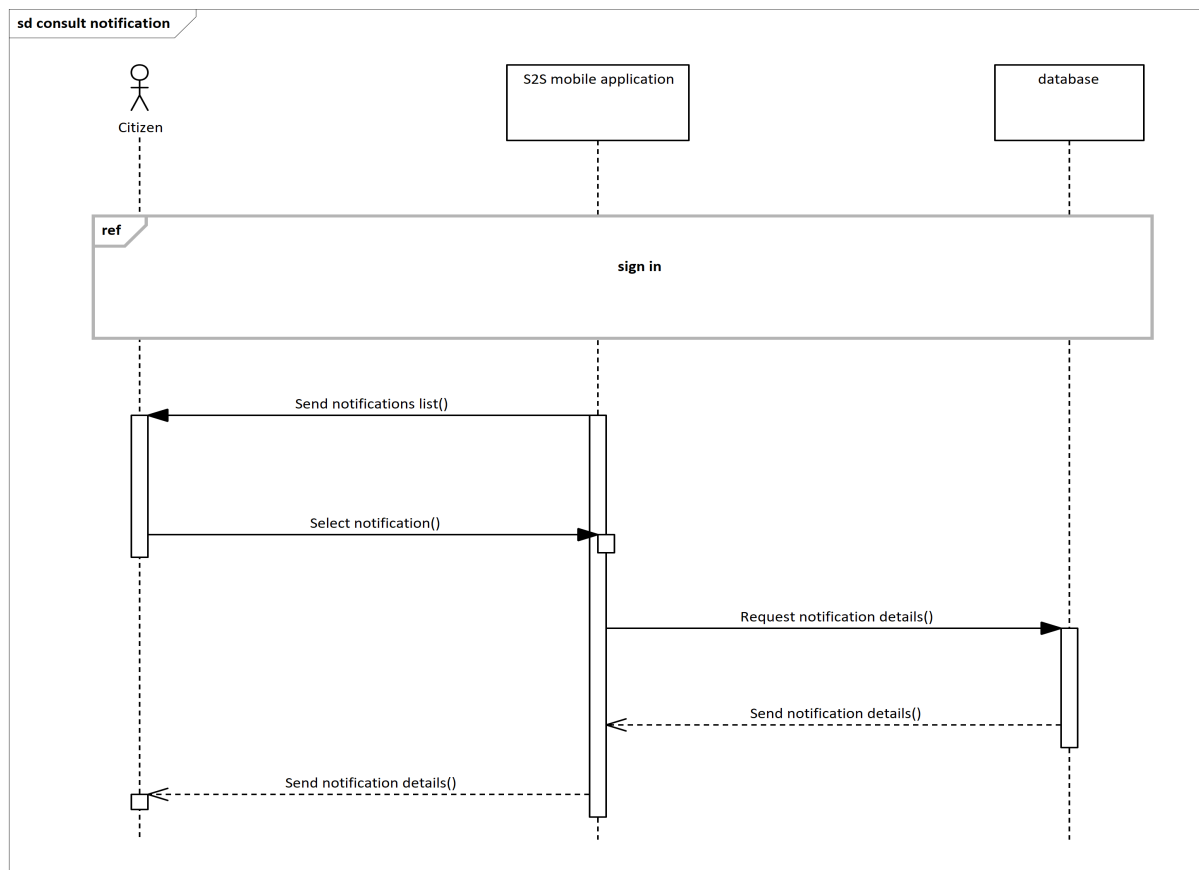 sd consult notification
Citizen
S2S mobile application
database
ref
sign in
Send notifications list()
Select notification()
Request notification details()
Send notification details()
Send notification details()